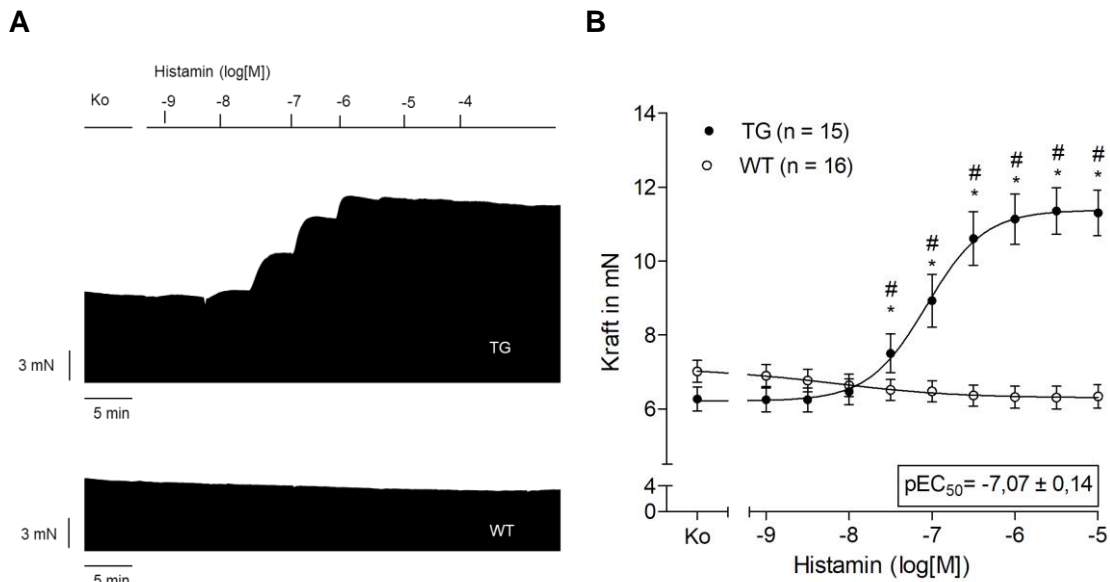 A
Histamin (log[M])
Ko
-9 -8 -7 -6 -5 -4
TG
3 mN
5 min
WT
3 mN
5 min
B
14
12
10
8
6
4
0
Kraft in mN
TG (n = 15)
WT (n = 16)
# # # # # #
* * * * * *
pEC50= -7,07 ± 0,14
Ko -9 -8 -7 -6 -5
Histamin (log[M])